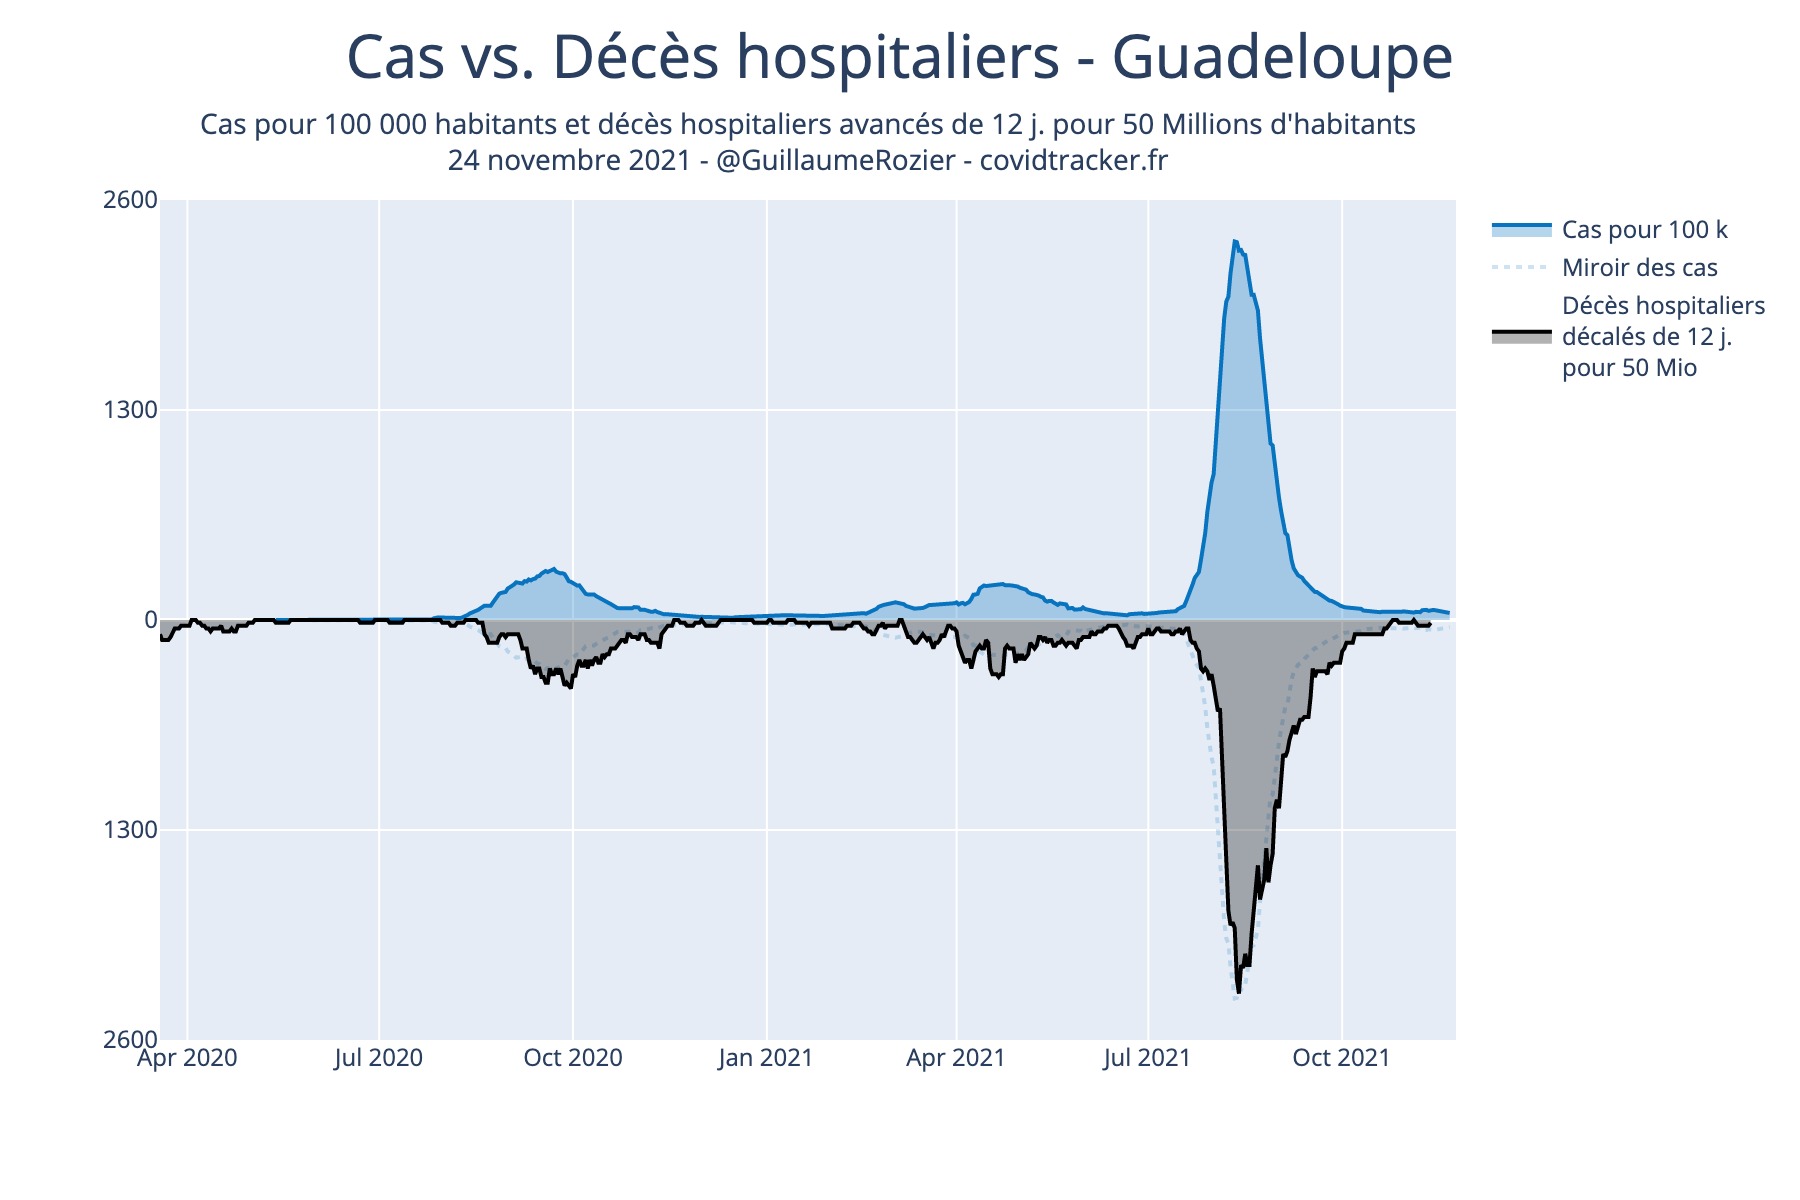 Cas vs. Décès hospitaliers - Guadeloupe
Cas pour 100 000 habitants et décès hospitaliers avancés de 12 j. pour 50 Millions d'habitants
24 novembre 2021 - @GuillaumeRozier - covidtracker.fr
2600
1300
0
1300
2600
Apr 2020
Jul 2020
Oct 2020
Jan 2021
Apr 2021
Jul 2021
Oct 2021
Cas pour 100 k
Miroir des cas
Décès hospitaliers
décalés de 12 j.
pour 50 Mio